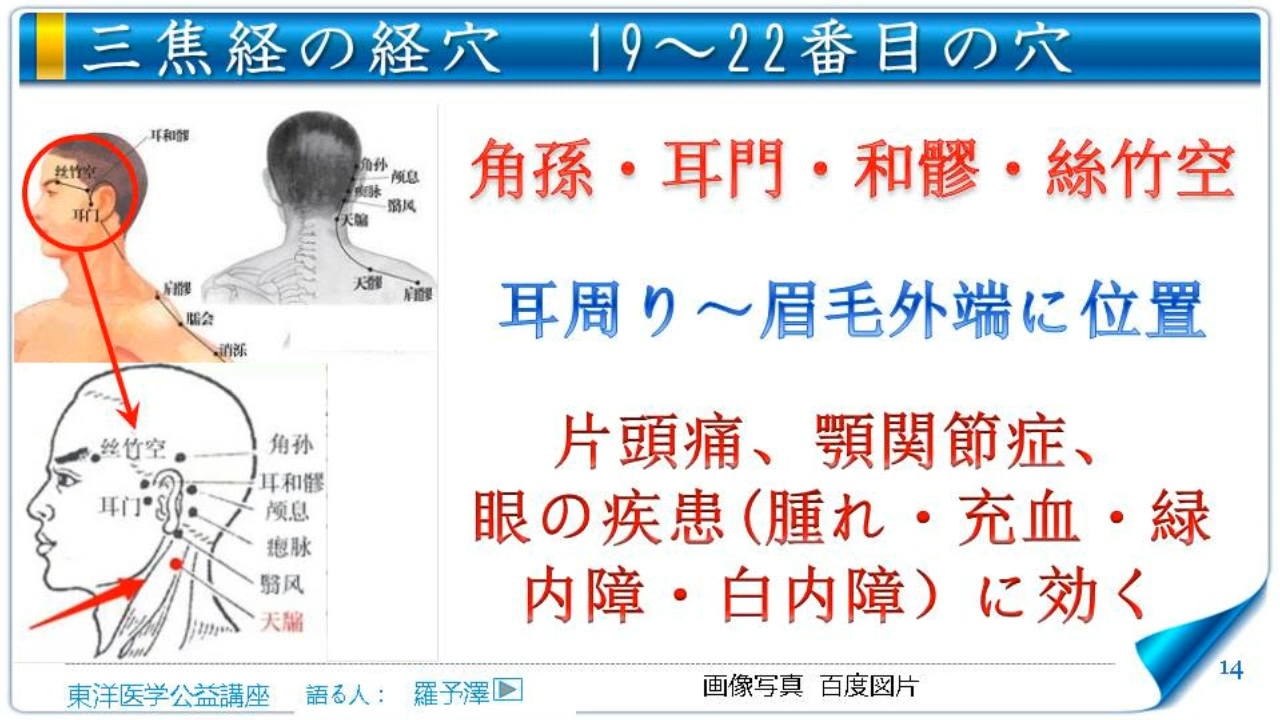 三焦経の経穴　19～22番目の穴
耳和髎
丝竹空
耳门
肩髎
臑会
消泺
角孙
颅息
瘈脉
翳风
天牖
天髎
肩髎
角孫・耳門・和髎・絲竹空
耳周り～眉毛外端に位置
片頭痛、顎関節症、
眼の疾患(腫れ・充血・緑
内障・白内障）に効く
丝竹空
角孙
耳和髎
耳门
颅息
瘛脉
翳风
天牖
東洋医学公益講座　語る人：　羅予澤
画像写真 百度図片
14